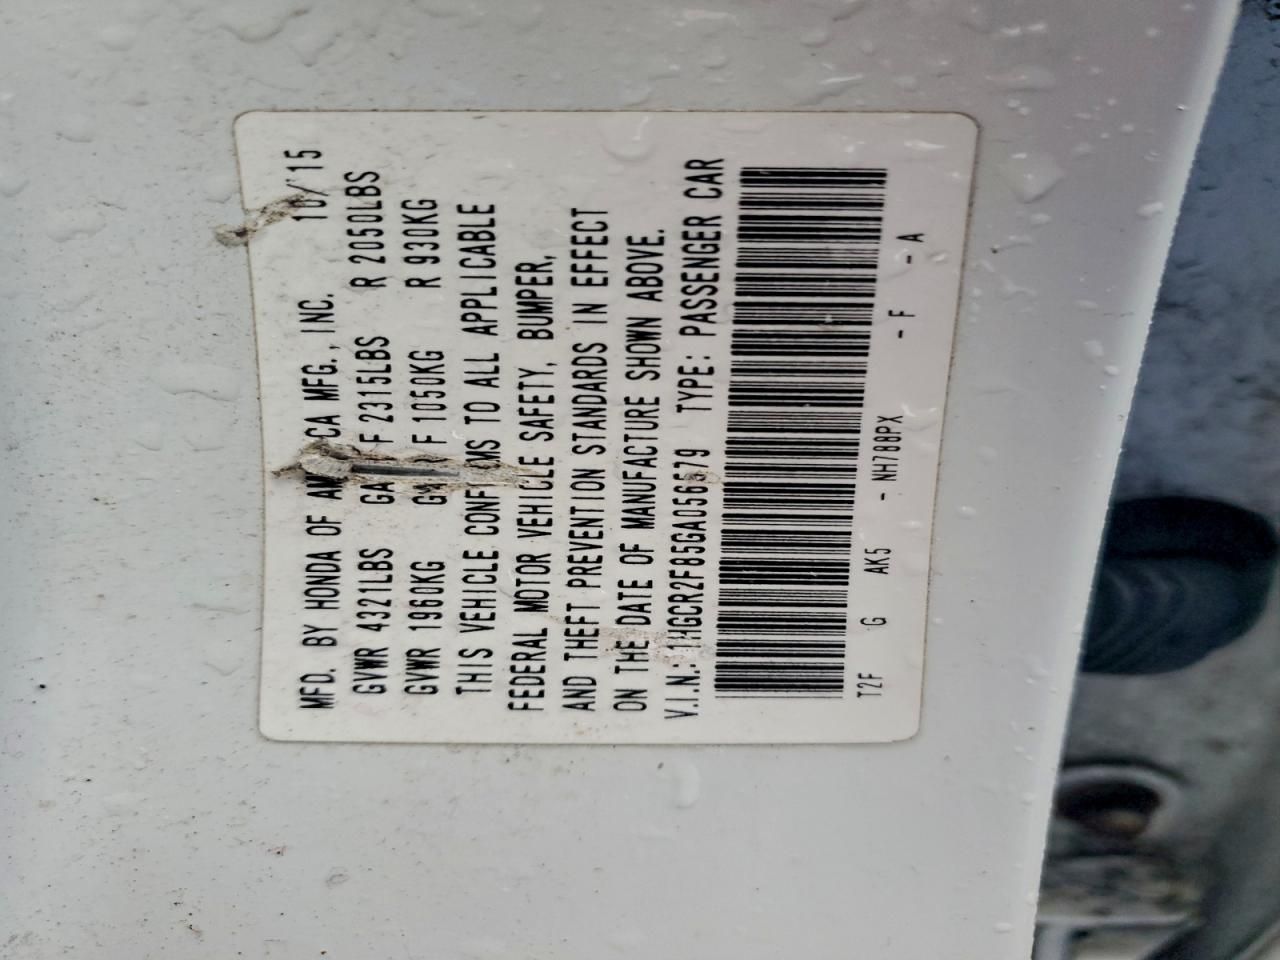 MFD. BY HONDA OF AM CA MFG., INC. 10/15
GVWR 4321LBS GA F 2315LBS R 2050LBS
GVWR 1960KG G F 1050KG R 930KG
THIS VEHICLE CONF MS TO ALL APPLICABLE
FEDERAL MOTOR VEHICLE SAFETY, BUMPER,
AND THEFT PREVENTION STANDARDS IN EFFECT
ON THE DATE OF MANUFACTURE SHOWN ABOVE.
V.I.N.: 1HGCR2F85GA056579 TYPE: PASSENGER CAR
T2F G AK5 - NH788PX - F - A